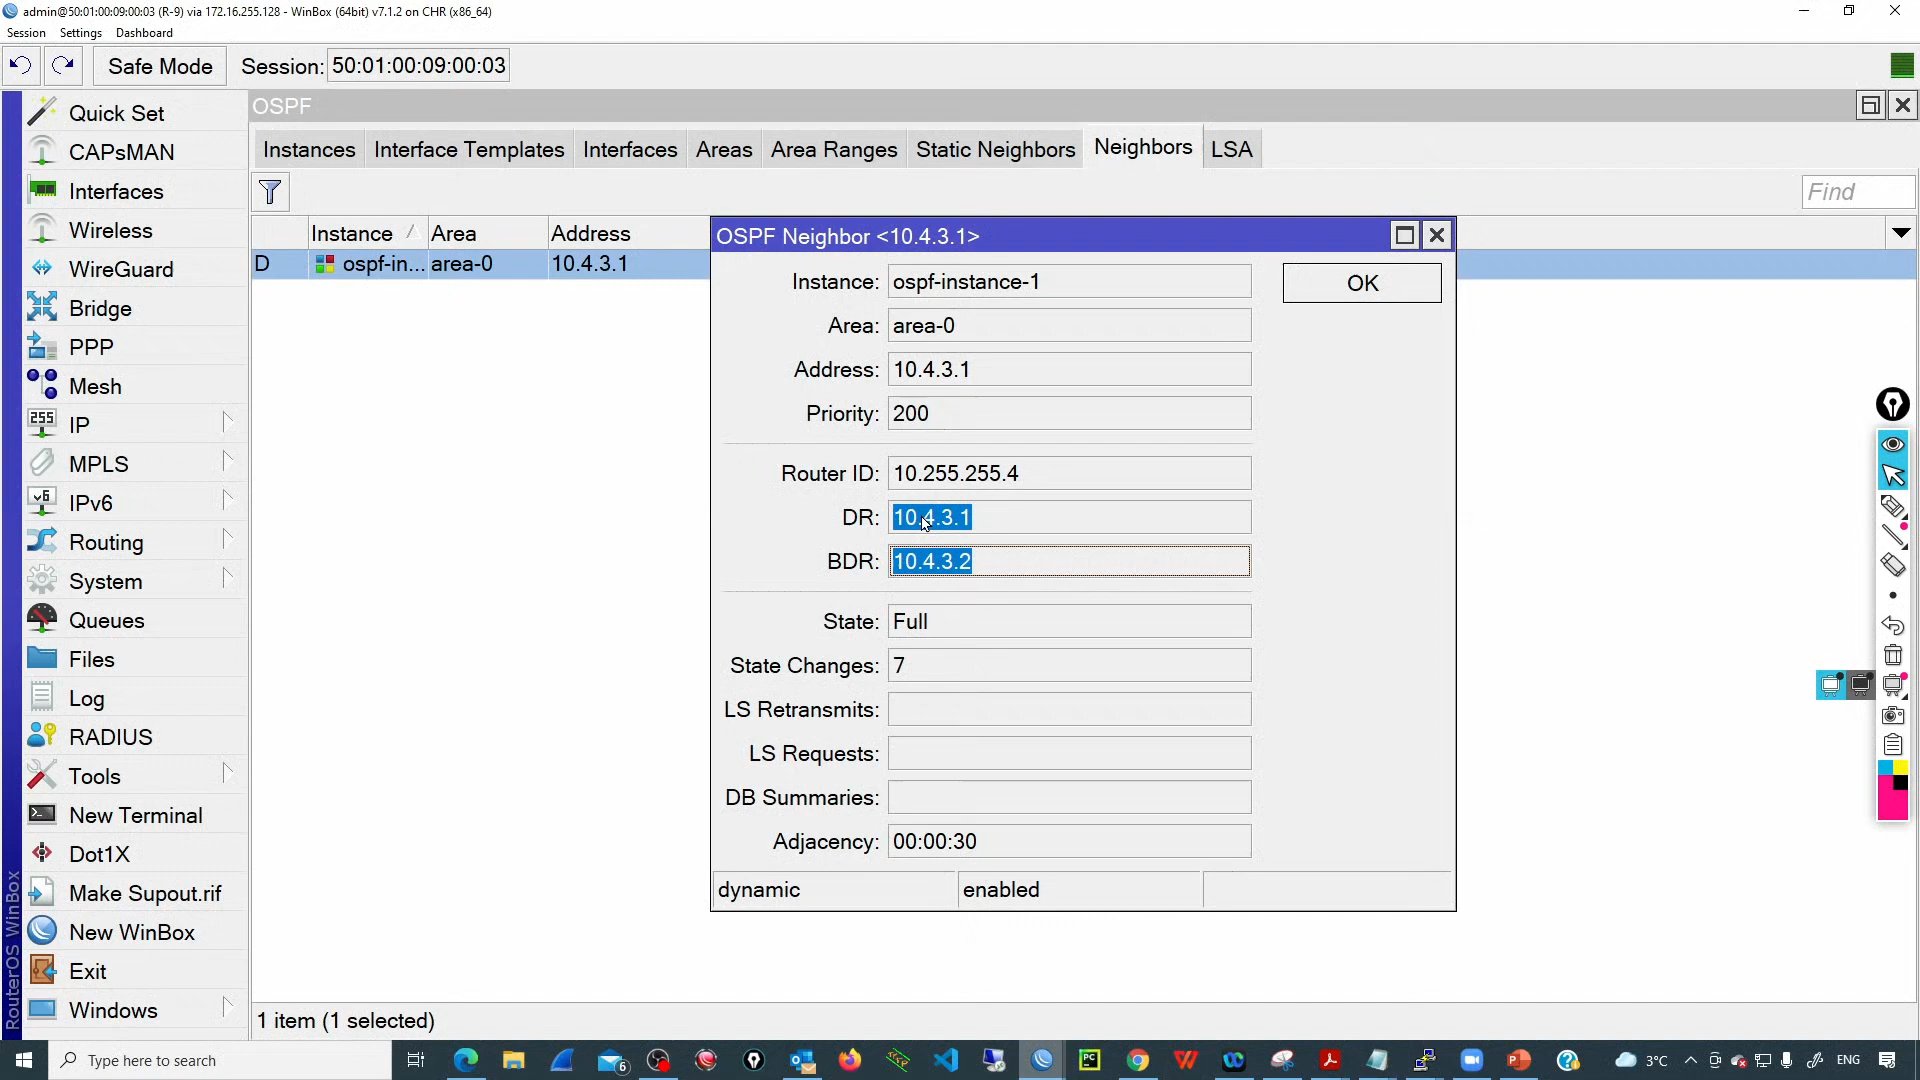 admin@50:01:00:09:00:03 (R-9) via 172.16.255.128 - WinBox (64bit) v7.1.2 on CHR (x86_64)
Session Settings Dashboard
Safe Mode Session: 50:01:00:09:00:03
Quick Set
CAPsMAN
Interfaces
Wireless
WireGuard
Bridge
PPP
Mesh
255 IP
MPLS
v6 IPv6
Routing
System
Queues
Files
Log
RADIUS
Tools
New Terminal
Dot1X
Make Supout.rif
New WinBox
Exit
Windows
RouterOS WinBox
OSPF
Instances Interface Templates Interfaces Areas Area Ranges Static Neighbors Neighbors LSA
Find
Instance Area Address
D ospf-in... area-0 10.4.3.1
OSPF Neighbor <10.4.3.1>
Instance: ospf-instance-1
OK
Area: area-0
Address: 10.4.3.1
Priority: 200
Router ID: 10.255.255.4
DR: 10.4.3.1
BDR: 10.4.3.2
State: Full
State Changes: 7
LS Retransmits:
LS Requests:
DB Summaries:
Adjacency: 00:00:30
dynamic enabled
1 item (1 selected)
Type here to search
6
PC
3°C
ENG